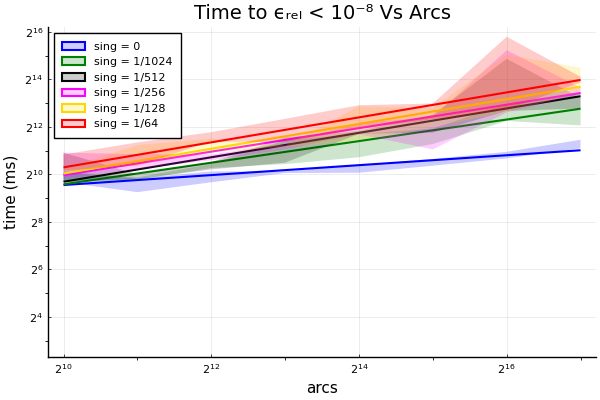 Time to ϵᵣₑₗ < 10⁻⁸ Vs Arcs
time (ms)
2¹⁶
2¹⁴
2¹²
2¹⁰
2⁸
2⁶
2⁴
sing = 0
sing = 1/1024
sing = 1/512
sing = 1/256
sing = 1/128
sing = 1/64
2¹⁰ 2¹² 2¹⁴ 2¹⁶
arcs